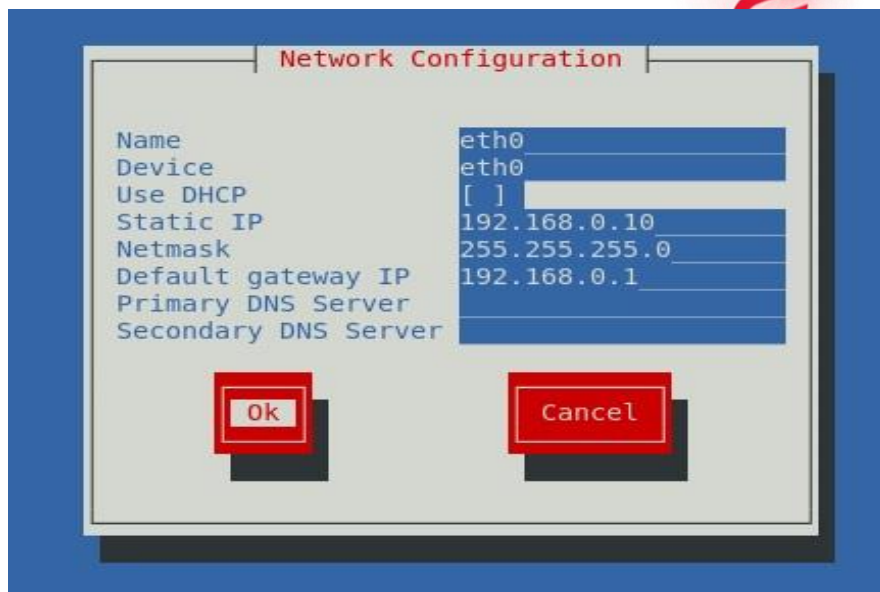 Network Configuration
Name eth0
Device eth0
Use DHCP [ ]
Static IP 192.168.0.10
Netmask 255.255.255.0
Default gateway IP 192.168.0.1
Primary DNS Server
Secondary DNS Server
Ok Cancel